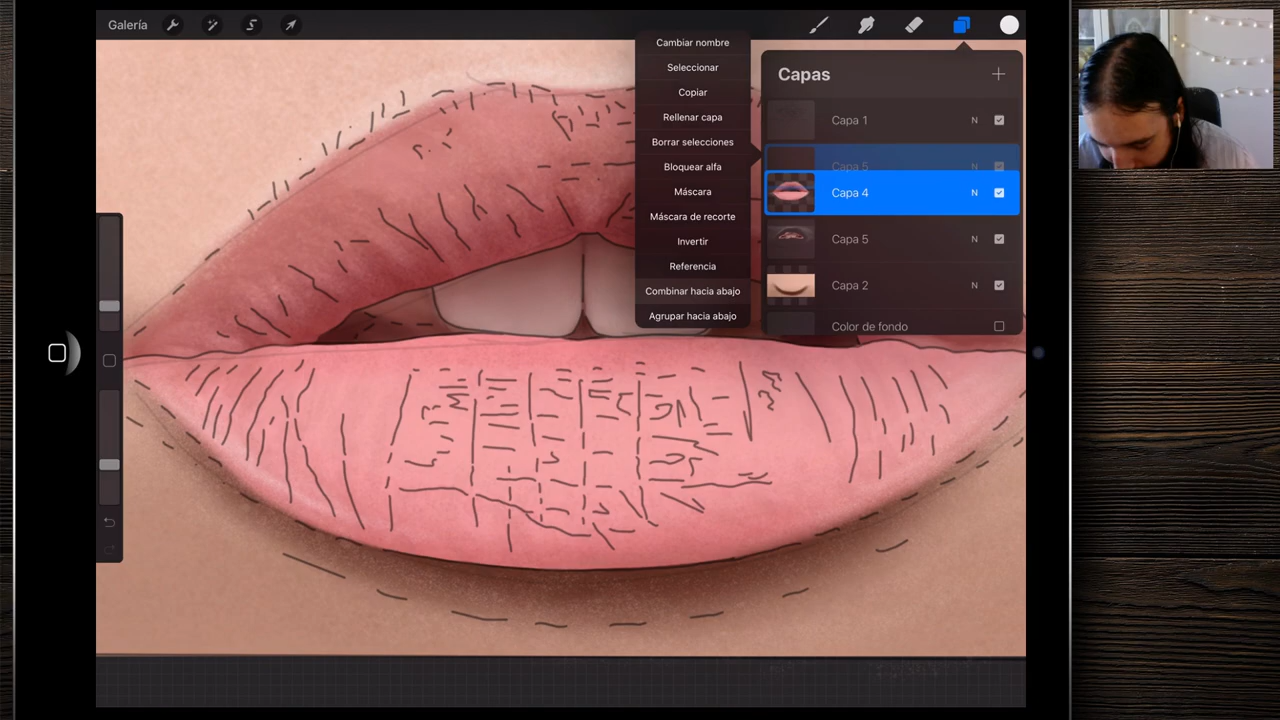 Galería
Cambiar nombre
Seleccionar
Copiar
Rellenar capa
Borrar selecciones
Bloquear alfa
Máscara
Máscara de recorte
Invertir
Referencia
Combinar hacia abajo
Agrupar hacia abajo
Capas
Capa 1 N
Capa 5 N
Capa 4 N
Capa 5 N
Capa 2 N
Color de fondo